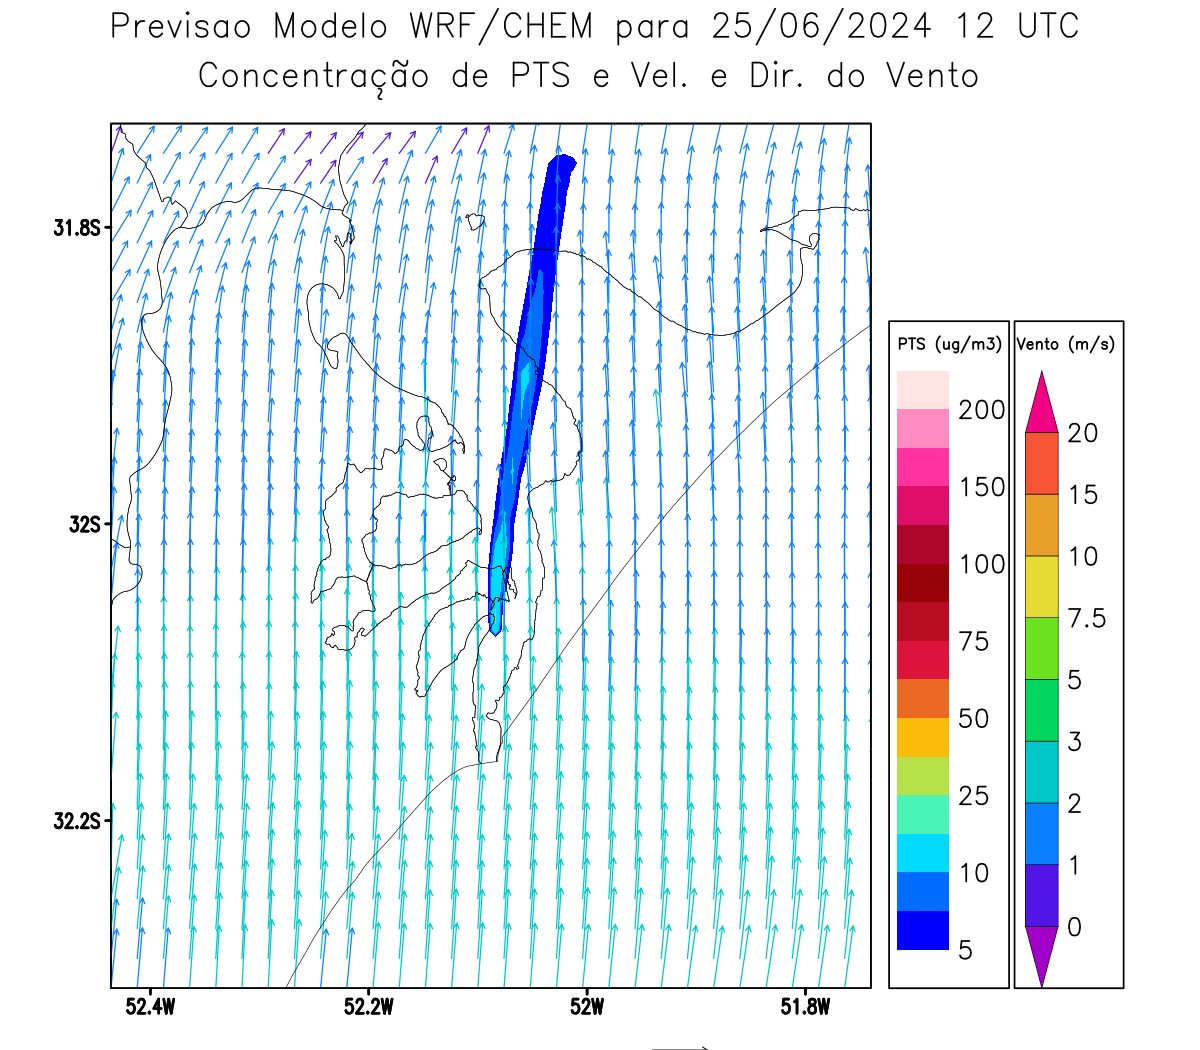 Previsao Modelo WRF/CHEM para 25/06/2024 12 UTC
Concentração de PTS e Vel. e Dir. do Vento
31.8S
32S
32.2S
52.4W
52.2W
52W
51.8W
PTS (ug/m3)
200
150
100
75
50
25
10
5
Vento (m/s)
20
15
10
7.5
5
3
2
1
0